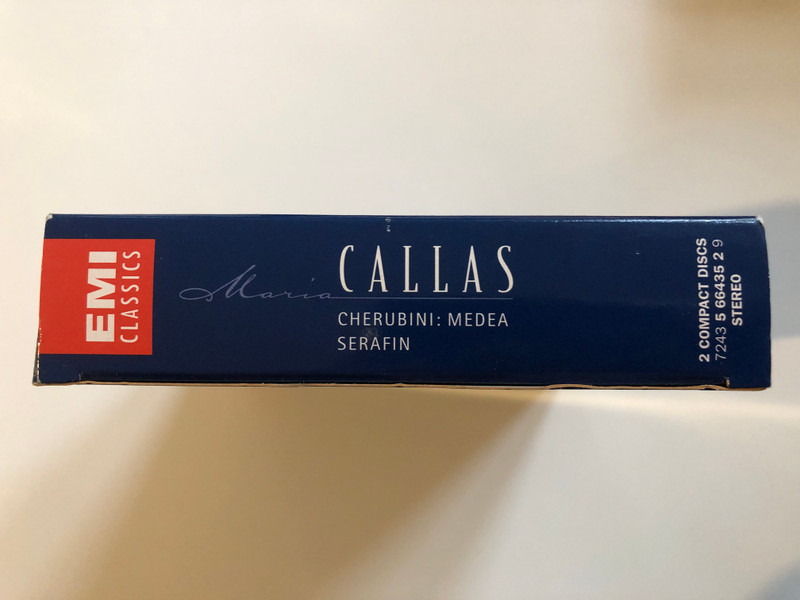 EMI
CLASSICS
Maria CALLAS
CHERUBINI: MEDEA
SERAFIN
2 COMPACT DISCS
7243 5 66435 2 9
STEREO